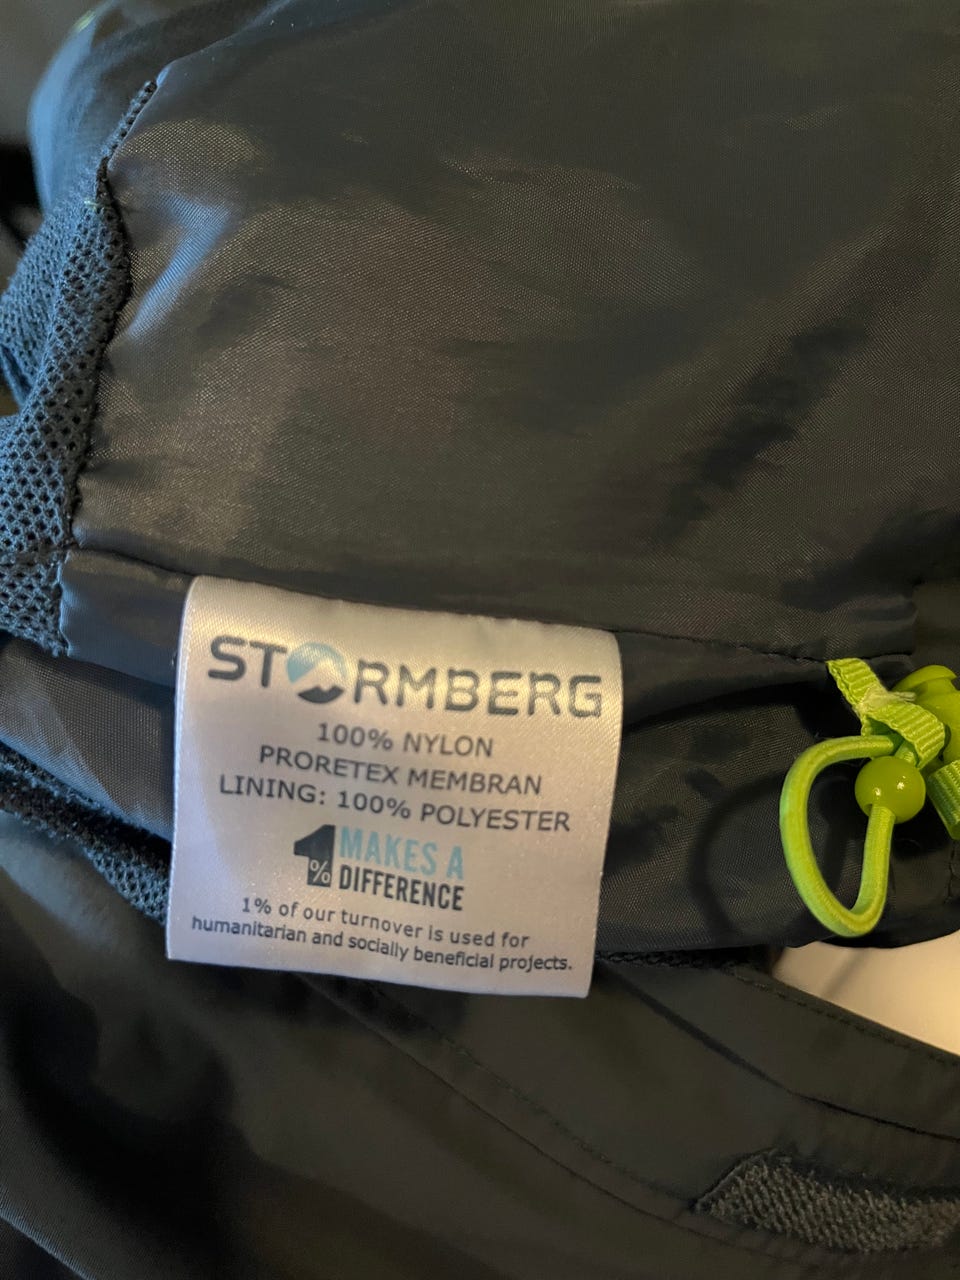 STORMBERG
100% NYLON
PRORETEX MEMBRAN
LINING: 100% POLYESTER
1% MAKES A
DIFFERENCE
1% of our turnover is used for
humanitarian and socially beneficial projects.